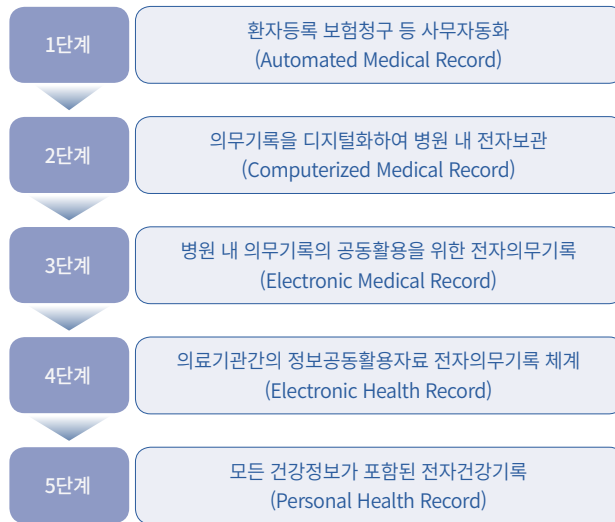 1단계
환자등록 보험청구 등 사무자동화
(Automated Medical Record)
2단계
의무기록을 디지털화하여 병원 내 전자보관
(Computerized Medical Record)
3단계
병원 내 의무기록의 공동활용을 위한 전자의무기록
(Electronic Medical Record)
4단계
의료기관간의 정보공동활용자료 전자의무기록 체계
(Electronic Health Record)
5단계
모든 건강정보가 포함된 전자건강기록
(Personal Health Record)